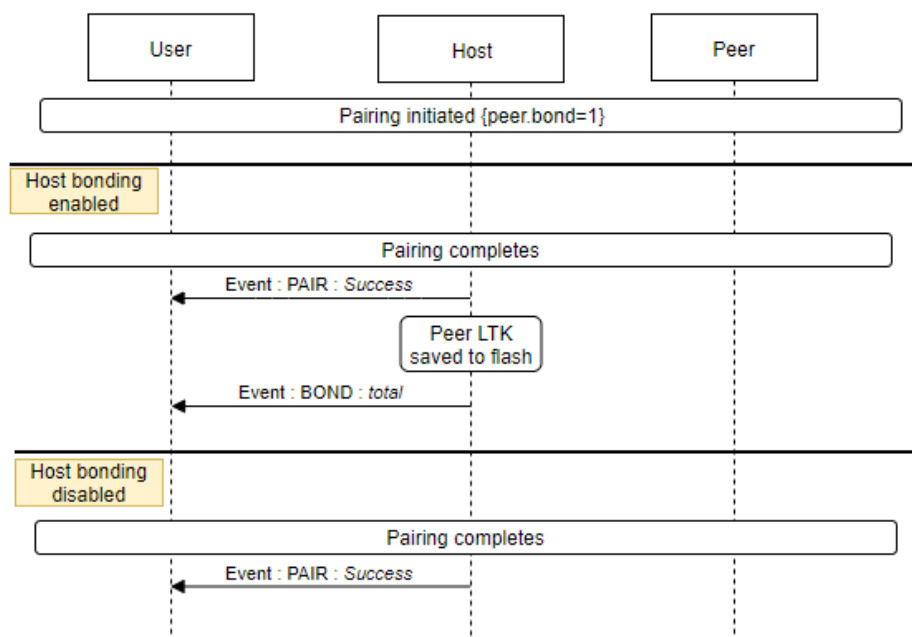 User
Host
Peer
Pairing initiated {peer.bond=1}
Host bonding
enabled
Pairing completes
Event : PAIR : Success
Peer LTK
saved to flash
Event : BOND : total
Host bonding
disabled
Pairing completes
Event : PAIR : Success